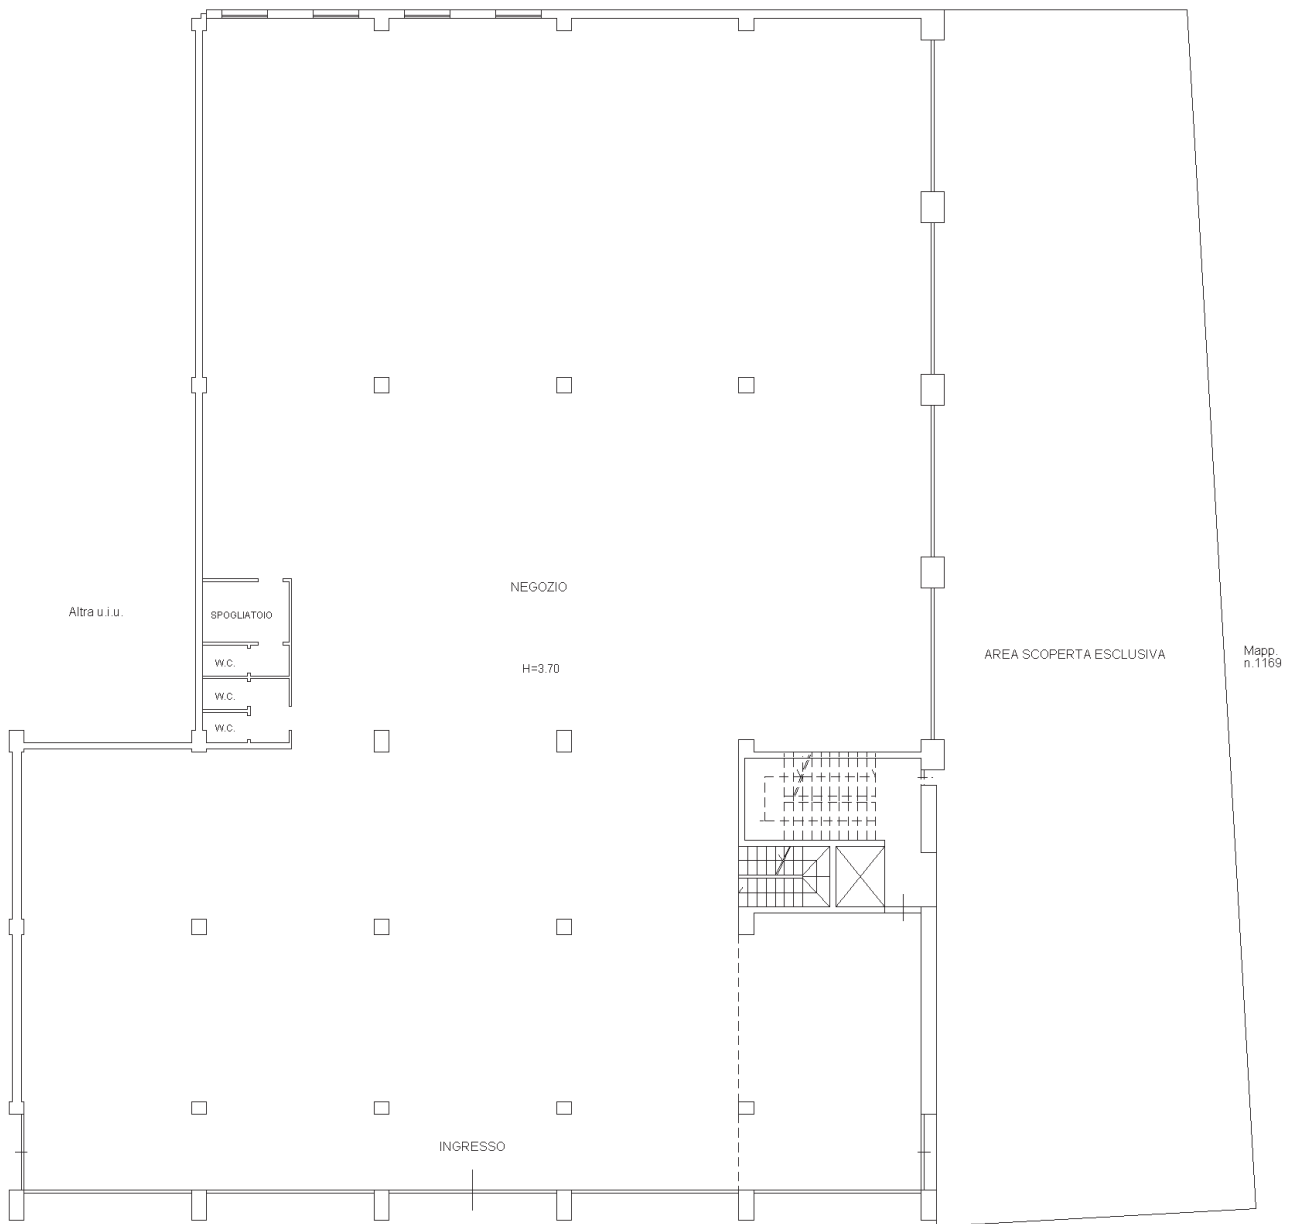 NEGOZIO
Altra u.i.u.
SPOGLIATOIO
H=3.70
AREA SCOPERTA ESCLUSIVA
Mapp.
n.1169
W.C.
W.C.
W.C.
INGRESSO